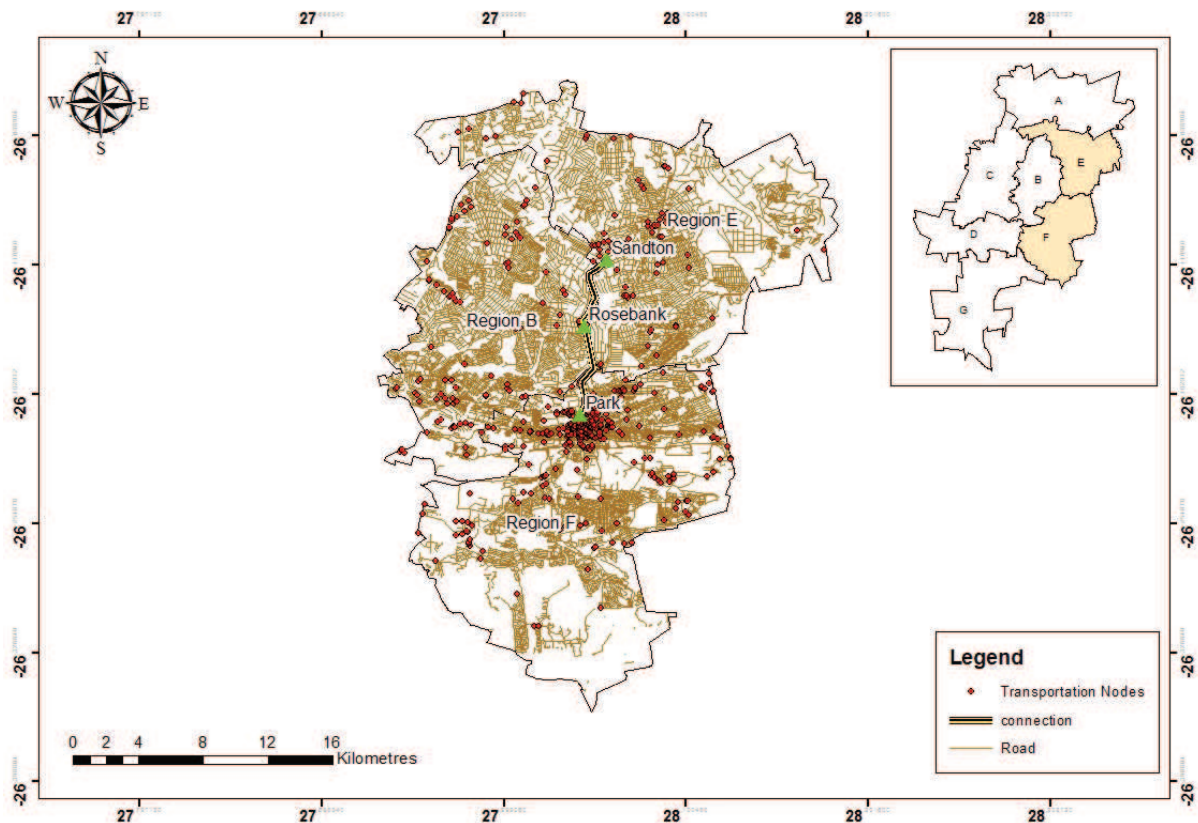 27 27 27 28 28 28
N
W E
S
A
E
C
B
D
F
G
-26 -26
-26 -26
-26 -26
-26 -26
-26 -26
-26 -26
Region E
Sandton
Rosebank
Region B
Park
Region F
Legend
Transportation Nodes
connection
Road
0 2 4 8 12 16
Kilometres
27 27 27 28 28 28